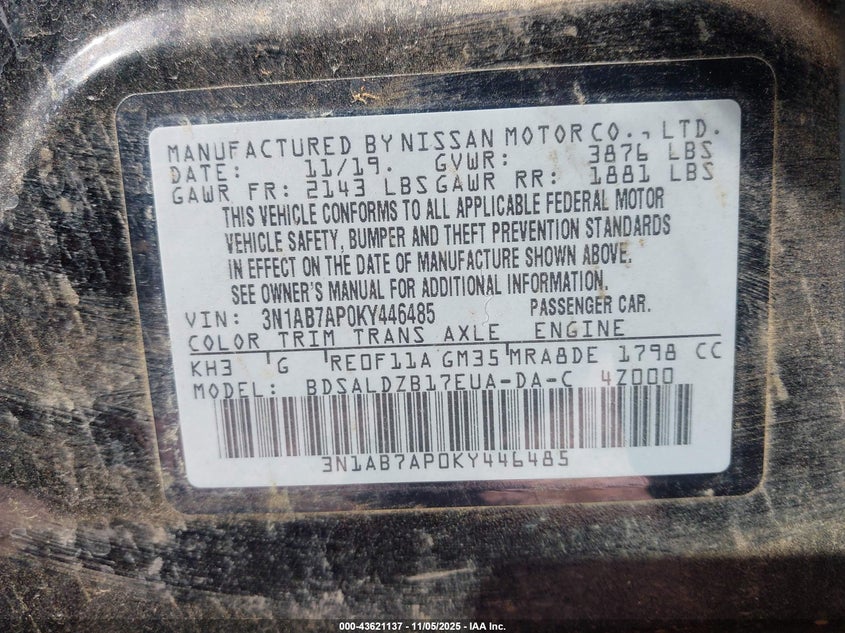 MANUFACTURED BY NISSAN MOTOR CO., LTD.
DATE: 11/19. GVWR: 3876 LBS
GAWR FR: 2143 LBS GAWR RR: 1881 LBS
THIS VEHICLE CONFORMS TO ALL APPLICABLE FEDERAL MOTOR
VEHICLE SAFETY, BUMPER AND THEFT PREVENTION STANDARDS
IN EFFECT ON THE DATE OF MANUFACTURE SHOWN ABOVE.
SEE OWNER'S MANUAL FOR ADDITIONAL INFORMATION.
VIN: 3N1AB7AP0KY446485 PASSENGER CAR.
COLOR TRIM TRANS AXLE ENGINE
KH3 G RE0F11A GM35 MRA8DE 1798 CC
MODEL: BDSALDZB17EUA-DA-C 4Z000
3N1AB7AP0KY446485
000-43621137 - 11/05/2025 - IAA Inc.